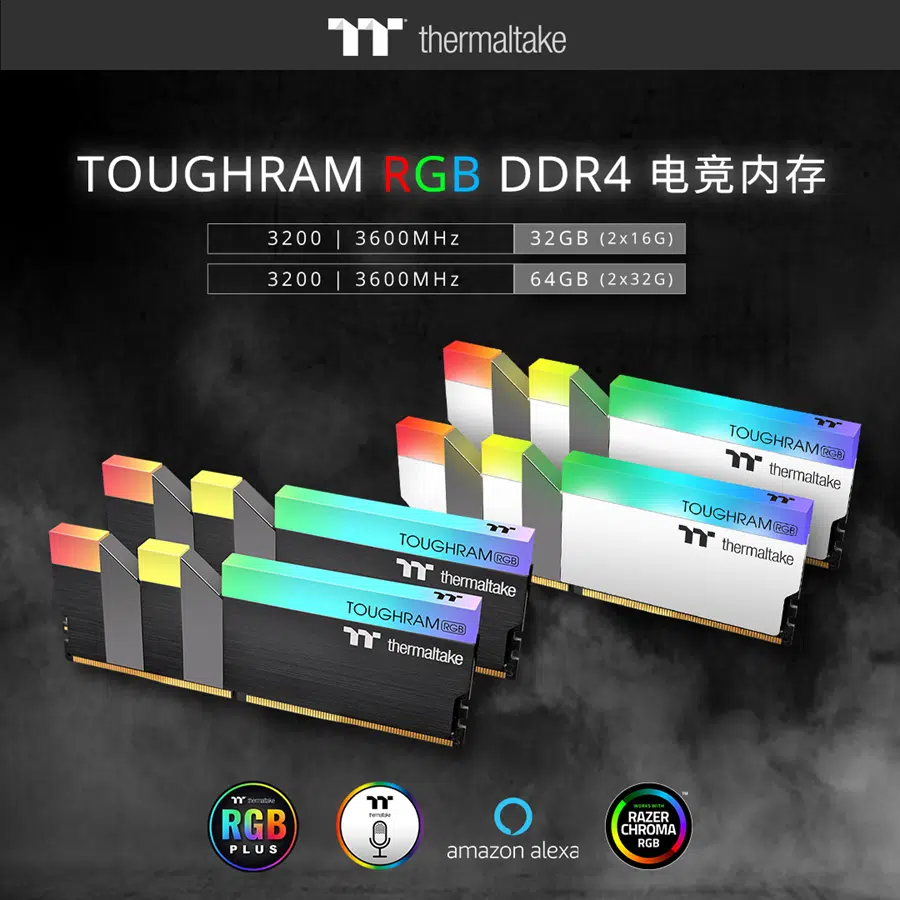 thermaltake
TOUGHRAM RGB DDR4 电竞内存
3200 | 3600MHz 32GB (2x16G)
3200 | 3600MHz 64GB (2x32G)
TOUGHRAM RGB
thermaltake
TOUGHRAM RGB
thermaltake
TOUGHRAM RGB
thermaltake
TOUGHRAM RGB
thermaltake
thermaltake
RGB
PLUS
thermaltake
amazon alexa
WORKS WITH
RAZER
CHROMA
RGB
TM